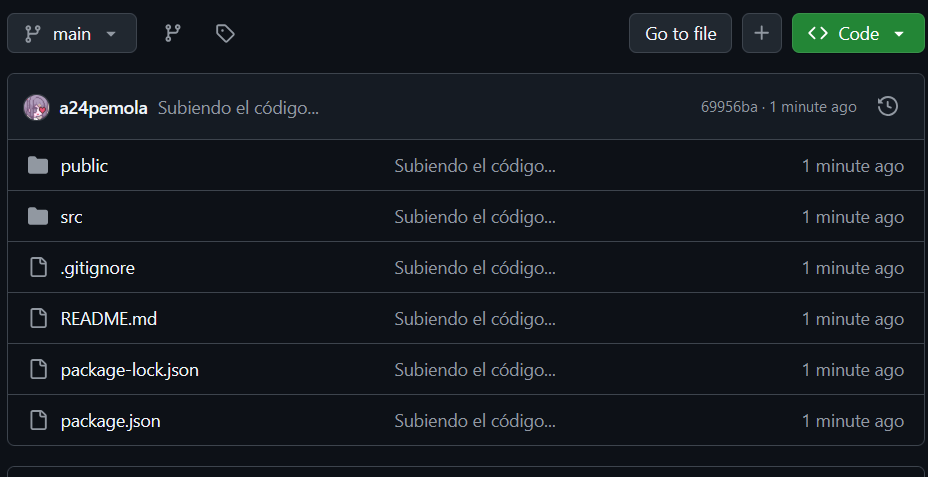 main
Go to file
Code
a24pemola Subiendo el código... 69956ba · 1 minute ago
public Subiendo el código... 1 minute ago
src Subiendo el código... 1 minute ago
.gitignore Subiendo el código... 1 minute ago
README.md Subiendo el código... 1 minute ago
package-lock.json Subiendo el código... 1 minute ago
package.json Subiendo el código... 1 minute ago